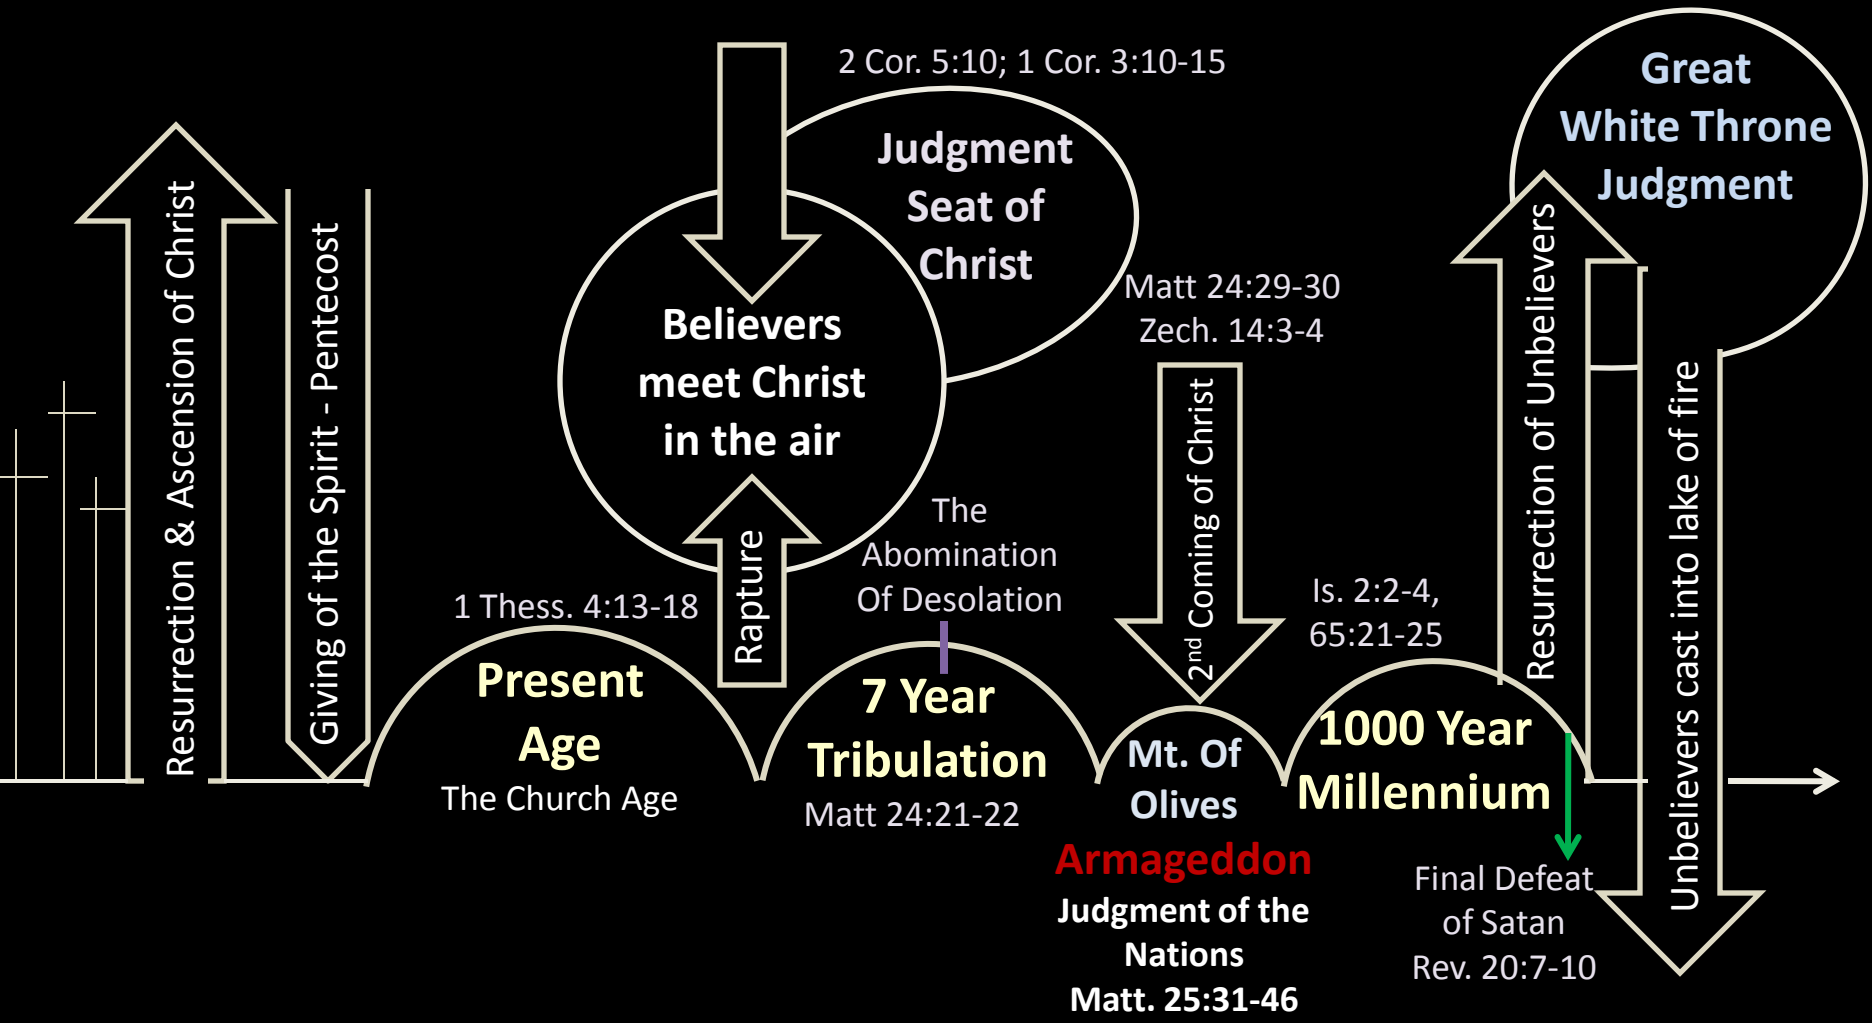 Resurrection & Ascension of Christ
Giving of the Spirit - Pentecost
1 Thess. 4:13-18
Present
Age
The Church Age
Rapture
Believers
meet Christ
in the air
2 Cor. 5:10; 1 Cor. 3:10-15
Judgment
Seat of
Christ
The
Abomination
Of Desolation
7 Year
Tribulation
Matt 24:21-22
Matt 24:29-30
Zech. 14:3-4
2nd Coming of Christ
Mt. Of
Olives
Armageddon
Judgment of the
Nations
Matt. 25:31-46
Is. 2:2-4,
65:21-25
1000 Year
Millennium
Final Defeat
of Satan
Rev. 20:7-10
Resurrection of Unbelievers
Great
White Throne
Judgment
Unbelievers cast into lake of fire